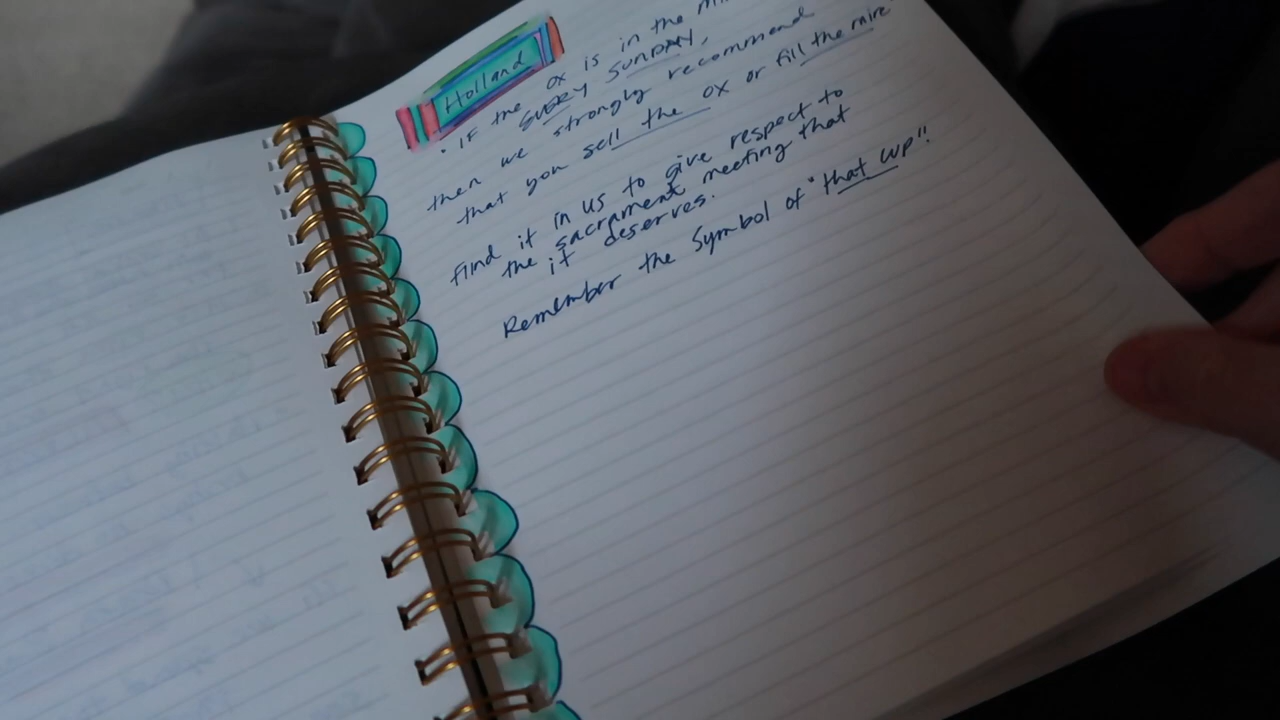 Holland
• IF the ox is in the
EVERY SUNDAY,
then we strongly recommend
that you sell the ox or fill the mire
Find it in us to give respect to
the sacrament meeting that
it deserves.
Remember the Symbol of "that cup".